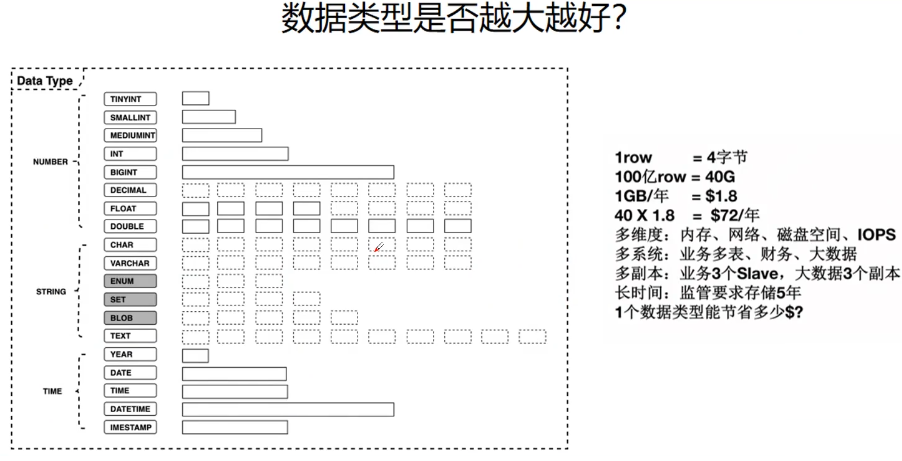 数据类型是否越大越好？
Data Type
NUMBER
TINYINT
SMALLINT
MEDIUMINT
INT
BIGINT
DECIMAL
FLOAT
DOUBLE
STRING
CHAR
VARCHAR
ENUM
SET
BLOB
TEXT
TIME
YEAR
DATE
TIME
DATETIME
IMESTAMP
1row = 4字节
100亿row = 40G
1GB/年 = $1.8
40 X 1.8 = $72/年
多维度：内存、网络、磁盘空间、IOPS
多系统：业务多表、财务、大数据
多副本：业务3个Slave，大数据3个副本
长时间：监管要求存储5年
1个数据类型能节省多少$?